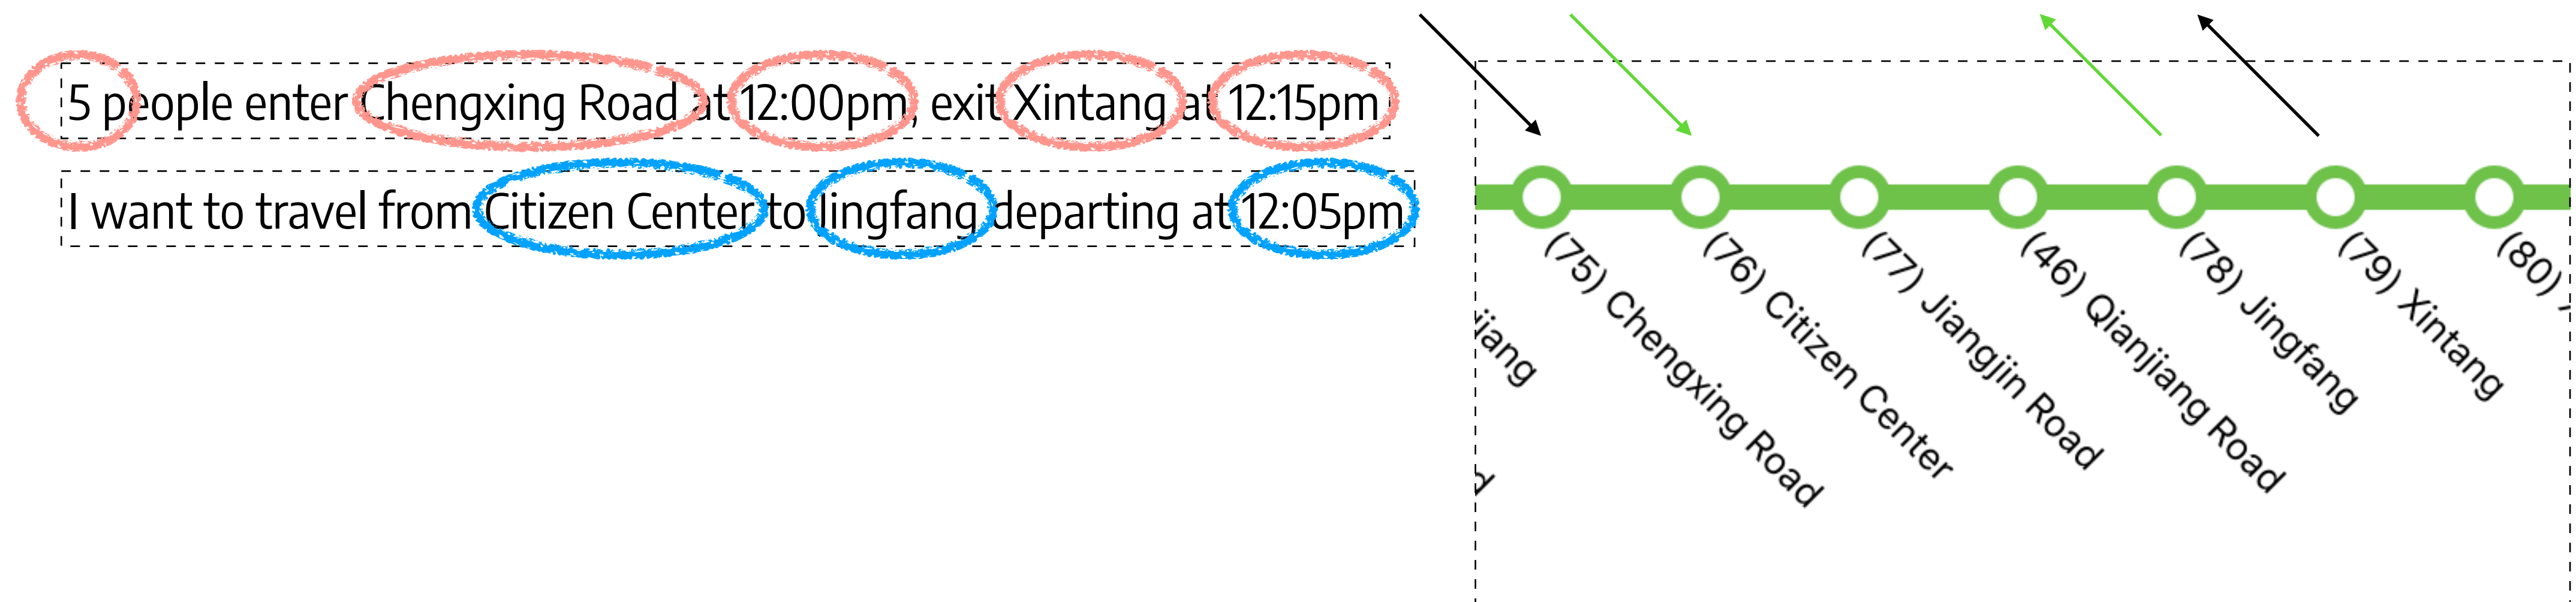 5 people enter Chengxing Road at 12:00pm, exit Xintang at 12:15pm
I want to travel from Citizen Center to Jingfang departing at 12:05pm
jiang
d
(75) Chengxing Road
(76) Citizen Center
(77) Jiangjin Road
(46) Qianjiang Road
(78) Jingfang
(79) Xintang
(80)